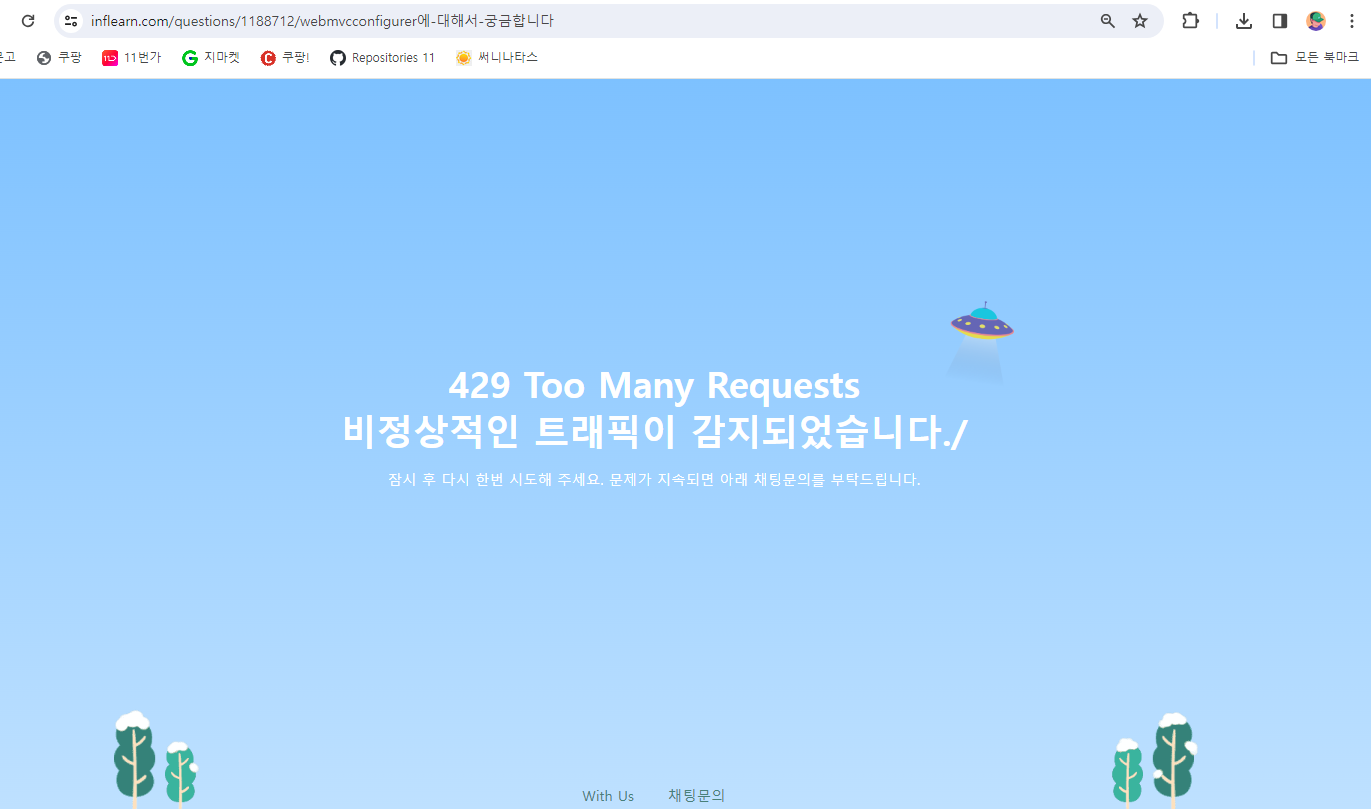 inflearn.com/questions/1188712/webmvcconfigurer에-대해서-궁금합니다
쿠팡 11번가 지마켓 쿠팡! Repositories 11 써니나타스 모든 북마크
429 Too Many Requests
비정상적인 트래픽이 감지되었습니다./
잠시 후 다시 한번 시도해 주세요. 문제가 지속되면 아래 채팅문의를 부탁드립니다.
With Us 채팅문의